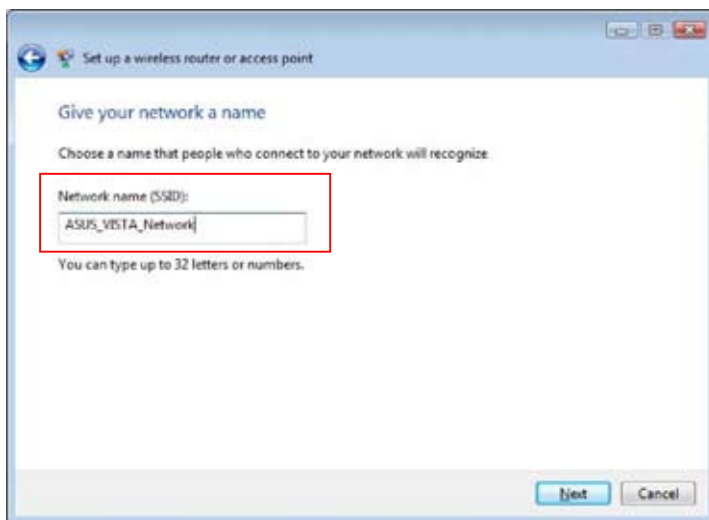 Set up a wireless router or access point
Give your network a name
Choose a name that people who connect to your network will recognize
Network name (SSID):
ASUS_VISTA_Network
You can type up to 32 letters or numbers.
Next
Cancel